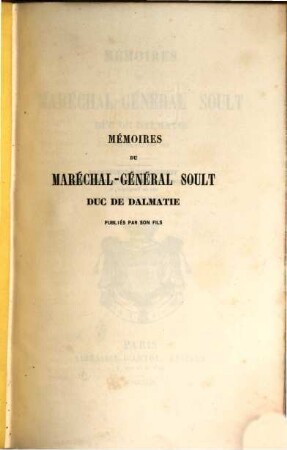 MÉMOIRES
DU
MARÉCHAL-GÉNÉRAL SOULT
DUC DE DALMATIE
PUBLIÉS PAR SON FILS